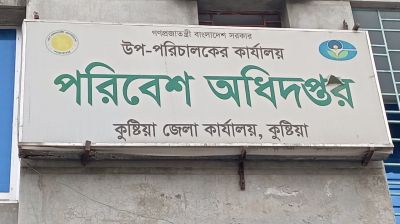 গণপ্রজাতন্ত্রী বাংলাদেশ সরকার
উপ-পরিচালকের কার্যালয়
পরিবেশ অধিদপ্তর
কুষ্টিয়া জেলা কার্যালয়, কুষ্টিয়া